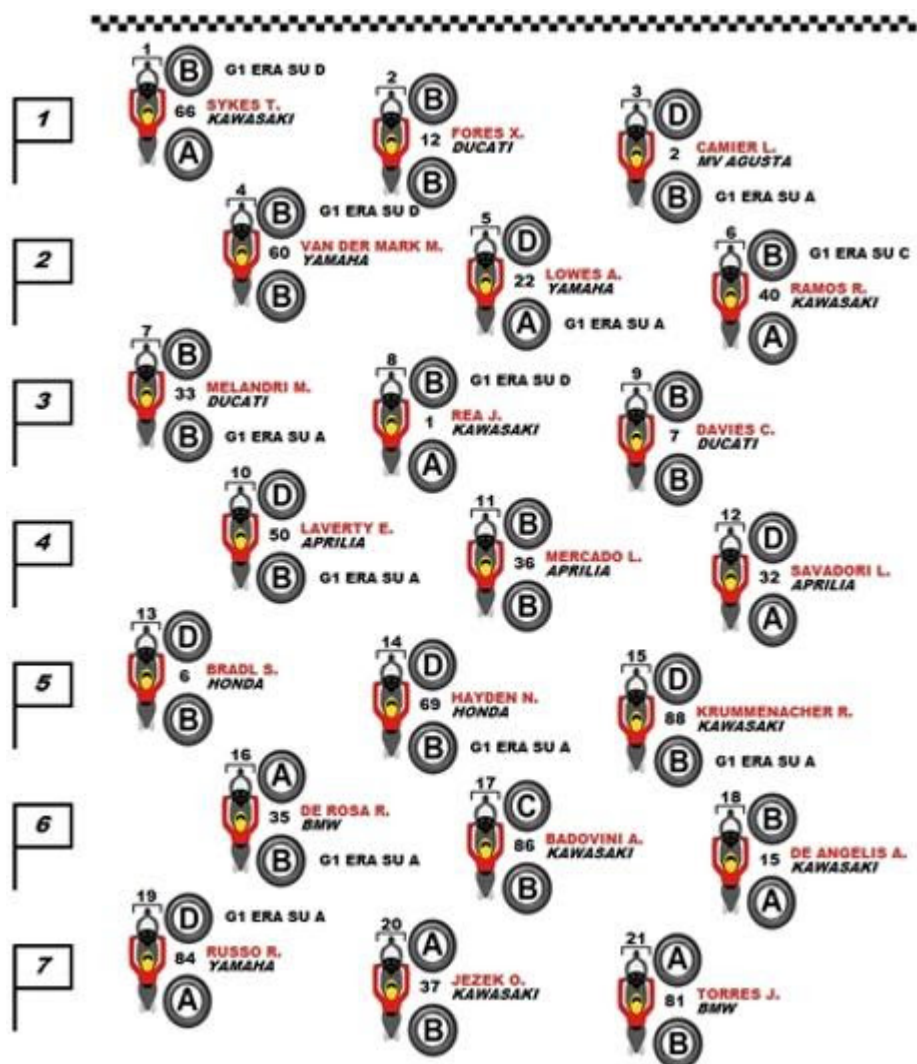 1
B G1 ERA SU D
1
66 SYKES T.
KAWASAKI
A
2
B
12 FORES X.
DUCATI
B
3
D
2 CAMIER L.
MV AGUSTA
B G1 ERA SU A
2
4
B G1 ERA SU D
60 VAN DER MARK M.
YAMAHA
B
5
D
22 LOWES A.
YAMAHA
A G1 ERA SU A
6
B G1 ERA SU C
40 RAMOS R.
KAWASAKI
A
3
7
B
33 MELANDRI M.
DUCATI
B G1 ERA SU A
8
B G1 ERA SU D
1 REA J.
KAWASAKI
A
9
B
7 DAVIES C.
DUCATI
B
4
10
D
50 LAVERTY E.
APRILIA
B G1 ERA SU A
11
B
36 MERCADO L.
APRILIA
B
12
D
32 SAVADORI L.
APRILIA
A
5
13
D
6 BRADL S.
HONDA
B
14
D
69 HAYDEN N.
HONDA
B G1 ERA SU A
15
D
88 KRUMMENACHER R.
KAWASAKI
B G1 ERA SU A
6
16
A
35 DE ROSA R.
BMW
B G1 ERA SU A
17
C
86 BADOVINI A.
KAWASAKI
B
18
B
15 DE ANGELIS A.
KAWASAKI
A
7
19
D G1 ERA SU A
84 RUSSO R.
YAMAHA
A
20
A
37 JEZEK O.
KAWASAKI
B
21
A
81 TORRES J.
BMW
B